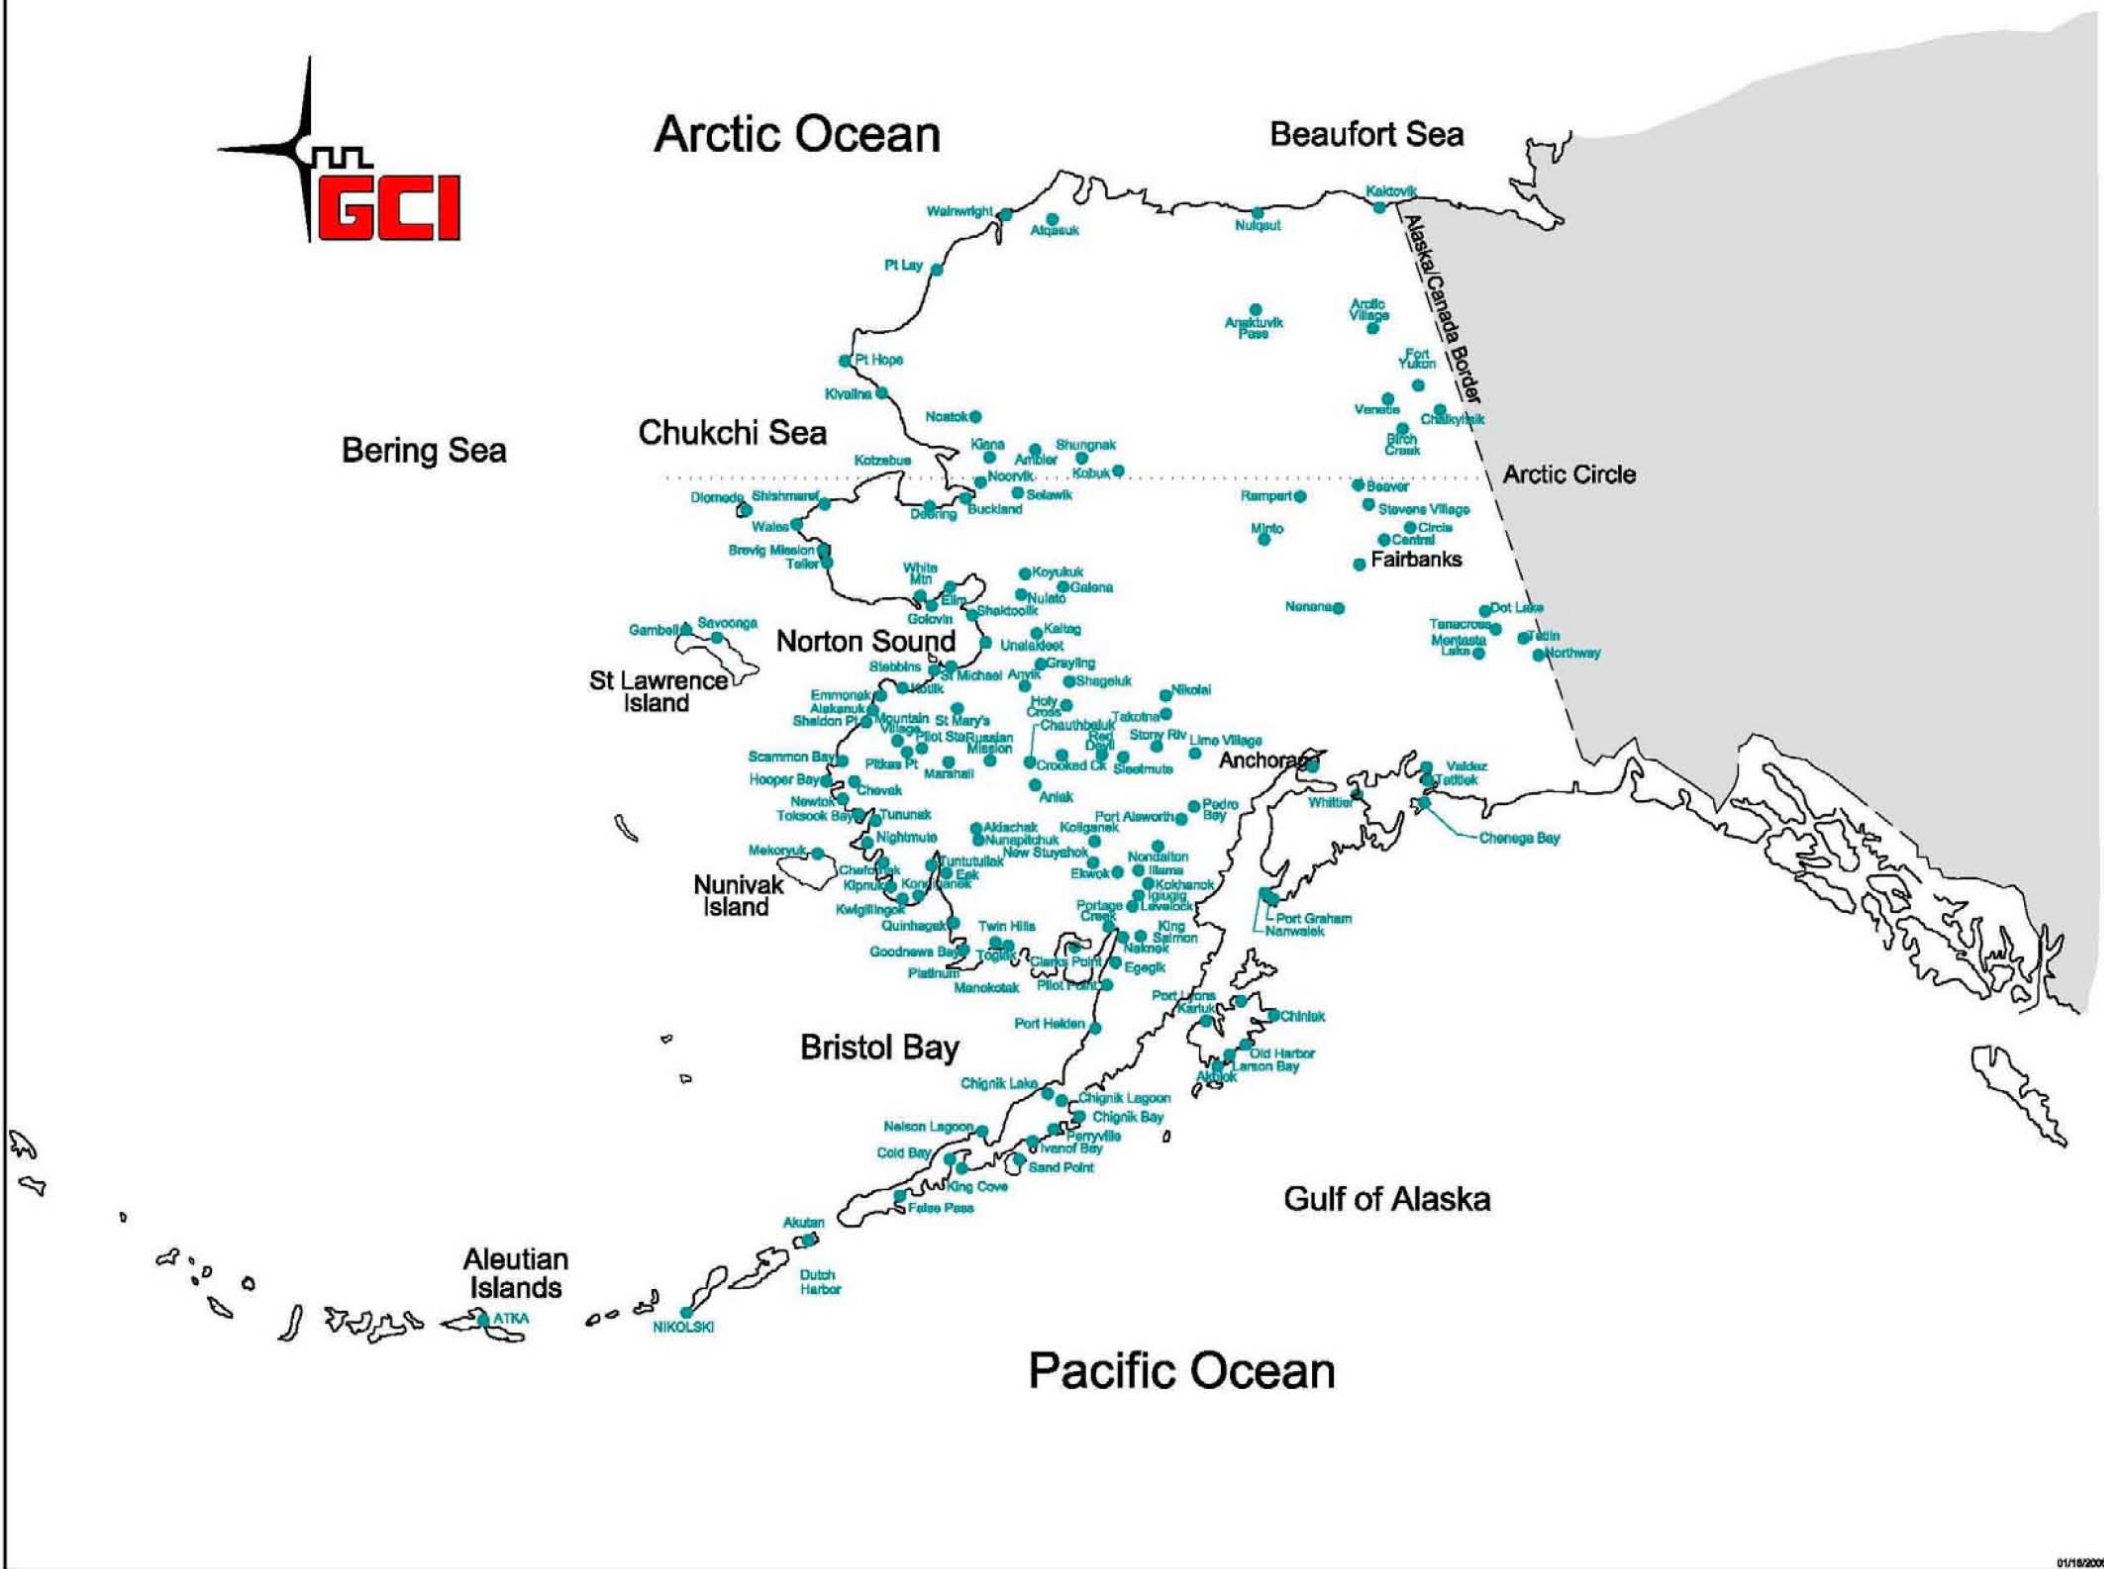 Arctic Ocean
Beaufort Sea
GCI
Kaktovik
Wainwright
Atqasuk
Nuiqsut
Alaska/Canada Border
Pt Lay
Anaktuvik
Pass
Arctic
Village
Pt Hope
Fort
Yukon
Kivalina
Venetie
Chalkyitsik
Noatak
Birch
Creek
Chukchi Sea
Bering Sea
Kiana
Ambler
Shungnak
Kobuk
Kotzebue
Noorvik
Selawik
Arctic Circle
Diomede
Shishmaref
Deering
Buckland
Rampart
Beaver
Stevens Village
Wales
Minto
Circle
Central
Brevig Mission
Teller
Fairbanks
White
Mtn
Elim
Golovin
Koyukuk
Galena
Nulato
Shaktoolik
Nenana
Dot Lake
Tanacross
Mentasta
Lake
Tetlin
Northway
Gambell
Savoonga
Norton Sound
Kaltag
Unalakleet
St Lawrence
Island
Stebbins
St Michael
Anvik
Grayling
Shageluk
Emmonak
Kotlik
Alakanuk
Sheldon Pt
Mountain
Village
St Mary's
Holy
Cross
Nikolai
Takotna
Chauthbaluk
Pilot Sta
Russian
Mission
Red
Devil
Stony Riv
Lime Village
Scammon Bay
Pitkas Pt
Marshall
Crooked Ck
Sleetmute
Anchorage
Valdez
Tatitlek
Hooper Bay
Chevak
Aniak
Newtok
Whittier
Toksook Bay
Tununak
Port Alsworth
Pedro
Bay
Nightmute
Akiachak
Nunapitchuk
Koliganek
Chenega Bay
Mekoryuk
New Stuyahok
Nondalton
Chefornak
Tuntutuliak
Eek
Ekwok
Iliama
Nunivak
Island
Kipnuk
Kongiganek
Kokhanok
Igiugig
Kwigillingok
Portage
Creek
Levelock
Port Graham
Nanwalek
Quinhagak
Twin Hills
King
Salmon
Naknek
Goodnews Bay
Togiak
Clarks Point
Egegik
Platinum
Manokotak
Pilot Point
Port Lyons
Karluk
Chiniak
Port Heiden
Bristol Bay
Old Harbor
Larson Bay
Akhiok
Chignik Lake
Chignik Lagoon
Chignik Bay
Nelson Lagoon
Perryville
Ivanof Bay
Cold Bay
Sand Point
King Cove
Gulf of Alaska
False Pass
Akutan
Aleutian
Islands
Dutch
Harbor
ATKA
NIKOLSKI
Pacific Ocean